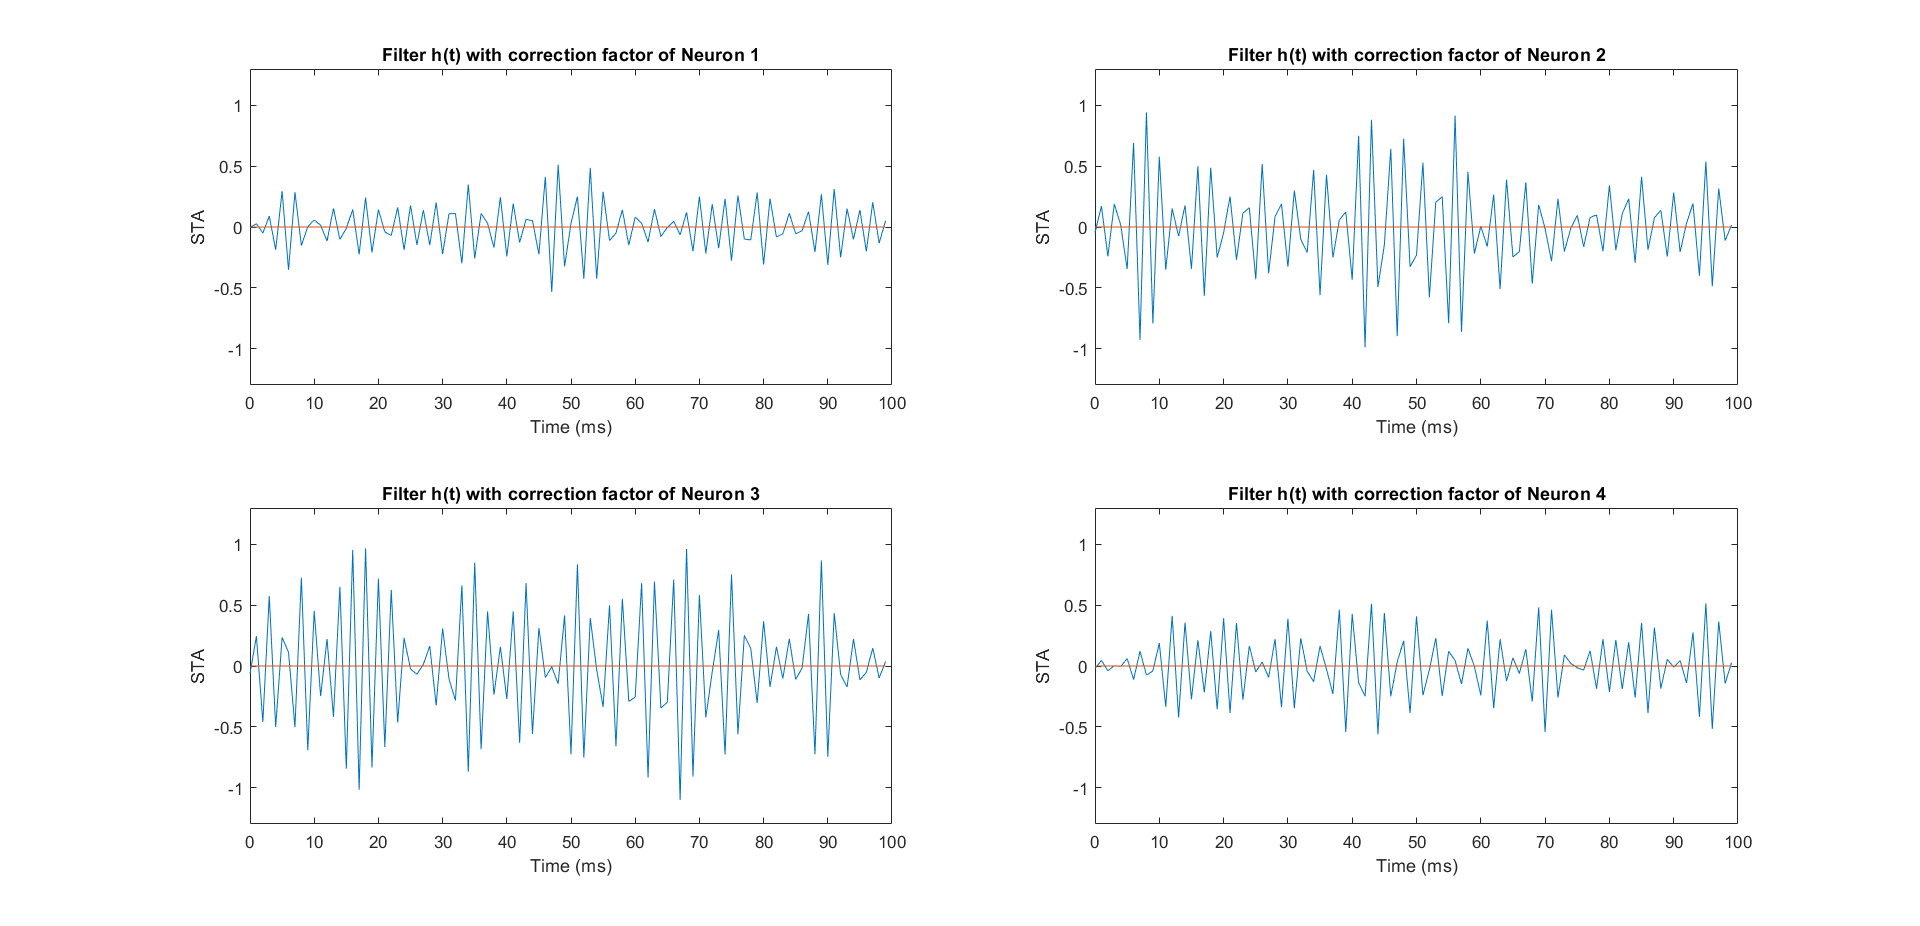 Filter h(t) with correction factor of Neuron 1
1
0.5
0
-0.5
-1
STA
0 10 20 30 40 50 60 70 80 90 100
Time (ms)
Filter h(t) with correction factor of Neuron 2
1
0.5
0
-0.5
-1
STA
0 10 20 30 40 50 60 70 80 90 100
Time (ms)
Filter h(t) with correction factor of Neuron 3
1
0.5
0
-0.5
-1
STA
0 10 20 30 40 50 60 70 80 90 100
Time (ms)
Filter h(t) with correction factor of Neuron 4
1
0.5
0
-0.5
-1
STA
0 10 20 30 40 50 60 70 80 90 100
Time (ms)